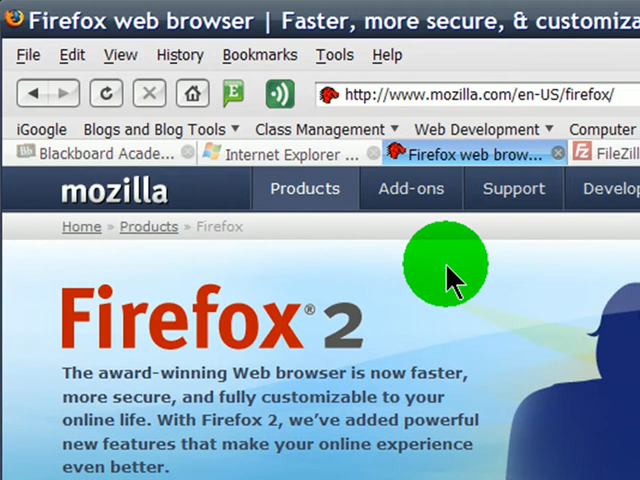 Firefox web browser | Faster, more secure, & customiza
File Edit View History Bookmarks Tools Help
E http://www.mozilla.com/en-US/firefox/
iGoogle Blogs and Blog Tools Class Management Web Development Computer
Bb Blackboard Acade... Internet Explorer ... Firefox web brow... FZ FileZil
mozilla Products Add-ons Support Develo
Home » Products » Firefox
Firefox® 2
The award-winning Web browser is now faster,
more secure, and fully customizable to your
online life. With Firefox 2, we've added powerful
new features that make your online experience
even better.